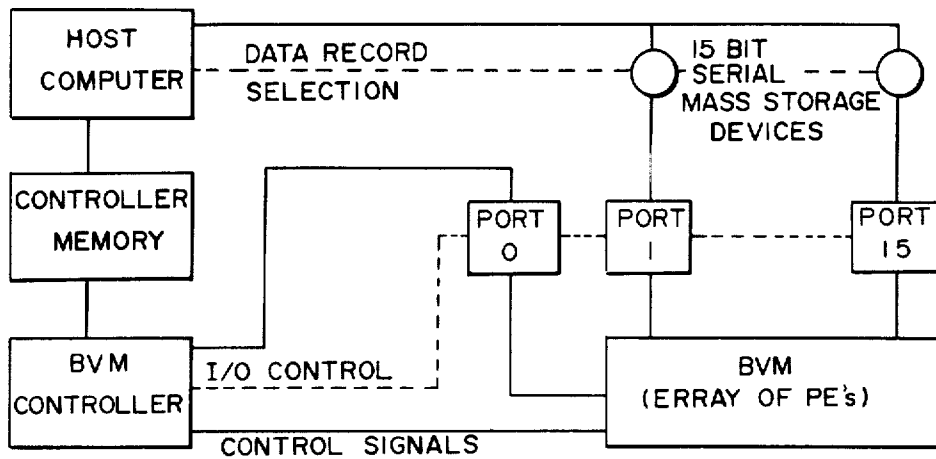 HOST
COMPUTER
DATA RECORD
SELECTION
15 BIT
SERIAL
MASS STORAGE
DEVICES
CONTROLLER
MEMORY
PORT
0
PORT
1
PORT
15
BVM
CONTROLLER
I/O CONTROL
CONTROL SIGNALS
BVM
(ERRAY OF PE's)